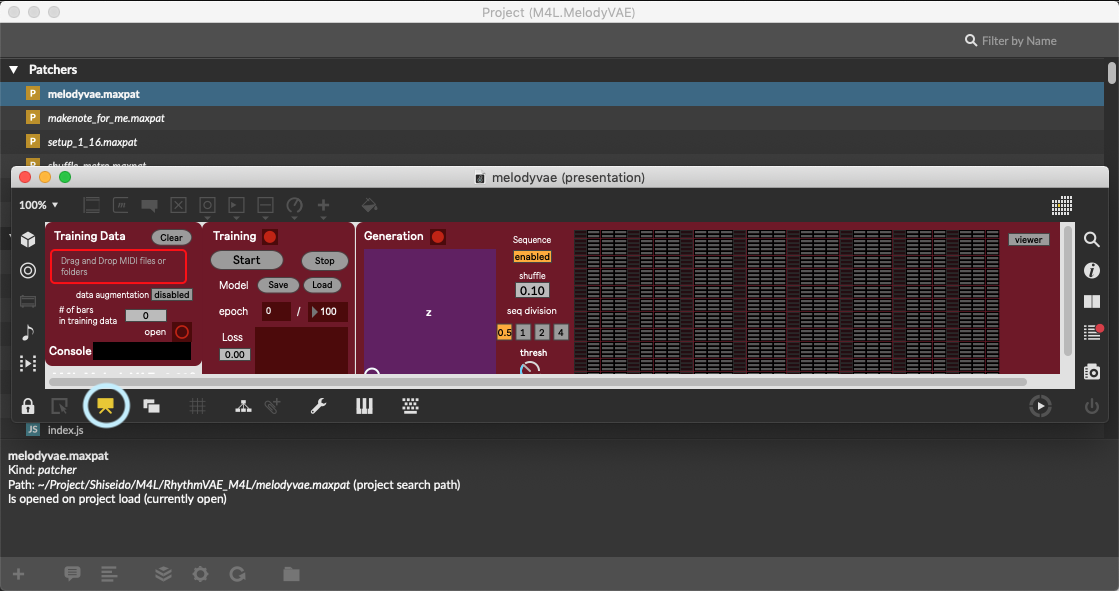 Project (M4L.MelodyVAE)
Filter by Name
▼ Patchers
P melodyvae.maxpat
P makenote_for_me.maxpat
P setup_1_16.maxpat
P shuffle_metro.maxpat
melodyvae (presentation)
100% ▼
Training Data
Clear
Drag and Drop MIDI files or
folders
data augmentation disabled
# of bars
in training data
0
open
Console
Training
Start
Stop
Model
Save
Load
epoch
0 / 100
Loss
0.00
Generation
z
Sequence
enabled
shuffle
0.10
seq division
0.5 1 2 4
thresh
viewer
JS index.js
melodyvae.maxpat
Kind: patcher
Path: ~/Project/Shiseido/M4L/RhythmVAE_M4L/melodyvae.maxpat (project search path)
Is opened on project load (currently open)